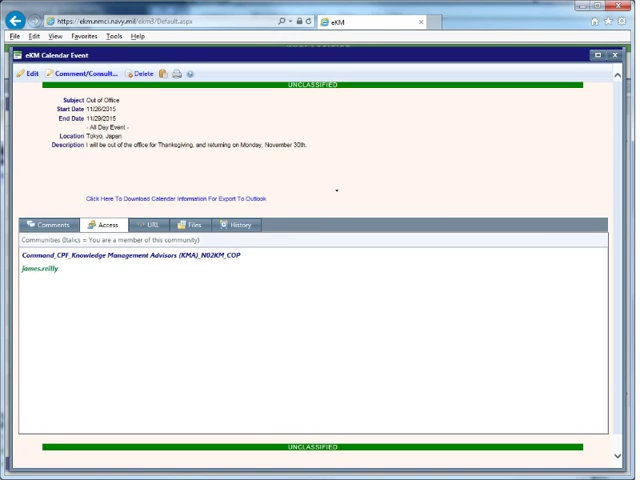 https://ekm.nmci.navy.mil/ekm3/Default.aspx
eKM
File Edit View Favorites Tools Help
eKM Calendar Event
Edit Comment/Consult... Delete
UNCLASSIFIED
Subject Out of Office
Start Date 11/26/2015
End Date 11/29/2015
- All Day Event -
Location Tokyo, Japan
Description I will be out of the office for Thanksgiving, and returning on Monday, November 30th.
Click Here To Download Calendar Information For Export To Outlook
Comments Access URL Files History
Communities (Italics = You are a member of this community)
Command_CPF_Knowledge Management Advisors (KMA)_N02KM_COP
james.reilly
UNCLASSIFIED